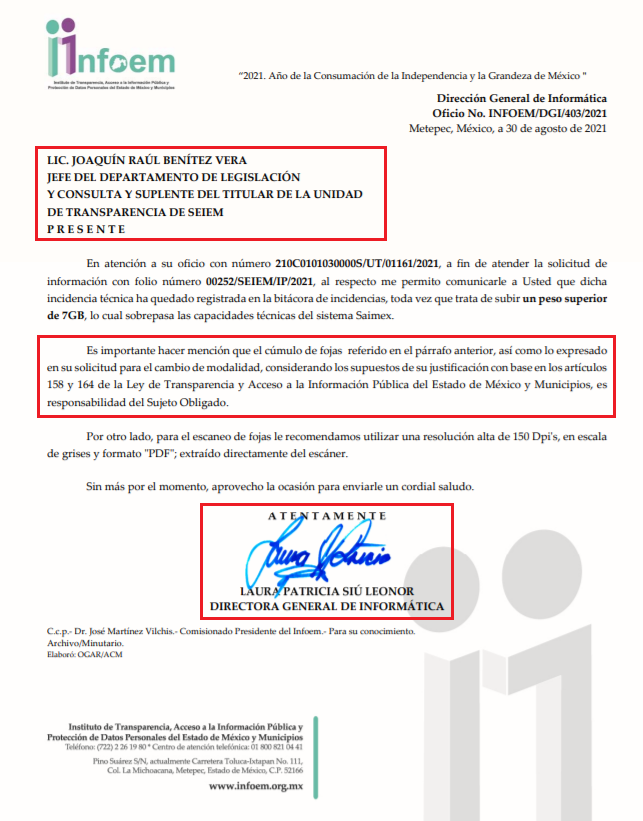 infoem
Instituto de Transparencia, Acceso a la Información Pública y
Protección de Datos Personales del Estado de México y Municipios
“2021. Año de la Consumación de la Independencia y la Grandeza de México "
Dirección General de Informática
Oficio No. INFOEM/DGI/403/2021
Metepec, México, a 30 de agosto de 2021
LIC. JOAQUÍN RAÚL BENÍTEZ VERA
JEFE DEL DEPARTAMENTO DE LEGISLACIÓN
Y CONSULTA Y SUPLENTE DEL TITULAR DE LA UNIDAD
DE TRANSPARENCIA DE SEIEM
P R E S E N T E
En atención a su oficio con número 210C0101030000S/UT/01161/2021, a fin de atender la solicitud de
información con folio número 00252/SEIEM/IP/2021, al respecto me permito comunicarle a Usted que dicha
incidencia técnica ha quedado registrada en la bitácora de incidencias, toda vez que trata de subir un peso superior
de 7GB, lo cual sobrepasa las capacidades técnicas del sistema Saimex.
Es importante hacer mención que el cúmulo de fojas referido en el párrafo anterior, así como lo expresado
en su solicitud para el cambio de modalidad, considerando los supuestos de su justificación con base en los artículos
158 y 164 de la Ley de Transparencia y Acceso a la Información Pública del Estado de México y Municipios, es
responsabilidad del Sujeto Obligado.
Por otro lado, para el escaneo de fojas le recomendamos utilizar una resolución alta de 150 Dpi's, en escala
de grises y formato "PDF"; extraído directamente del escáner.
Sin más por el momento, aprovecho la ocasión para enviarle un cordial saludo.
A T E N T A M E N T E
Laura Patricia
LAURA PATRICIA SIÚ LEONOR
DIRECTORA GENERAL DE INFORMÁTICA
C.c.p.- Dr. José Martínez Vilchis.- Comisionado Presidente del Infoem.- Para su conocimiento.
Archivo/Minutario.
Elaboró: OGAR/ACM
Instituto de Transparencia, Acceso a la Información Pública y
Protección de Datos Personales del Estado de México y Municipios
Teléfono: (722) 2 26 19 80 * Centro de atención telefónica: 01 800 821 04 41
Pino Suárez S/N, actualmente Carretera Toluca-Ixtapan No. 111,
Col. La Michoacana, Metepec, Estado de México, C.P. 52166
www.infoem.org.mx